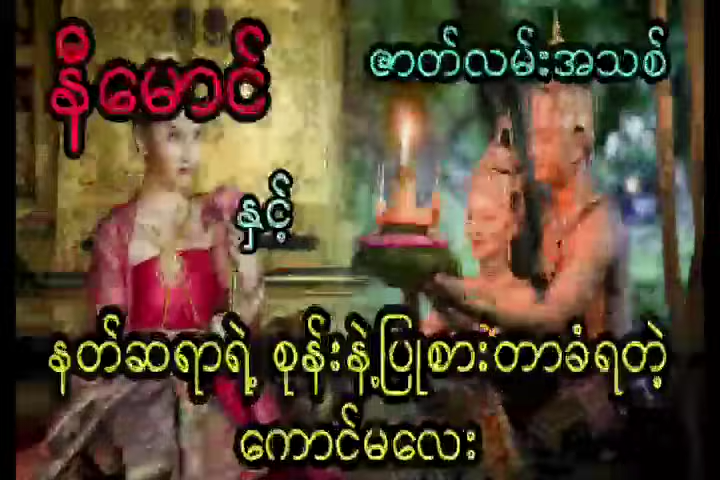 နီမောင်
ဇာတ်လမ်းအသစ်
နှင့်
နတ်ဆရာရဲ့ စုန်းနဲ့ပြုစားတာခံရတဲ့
ကောင်မလေး